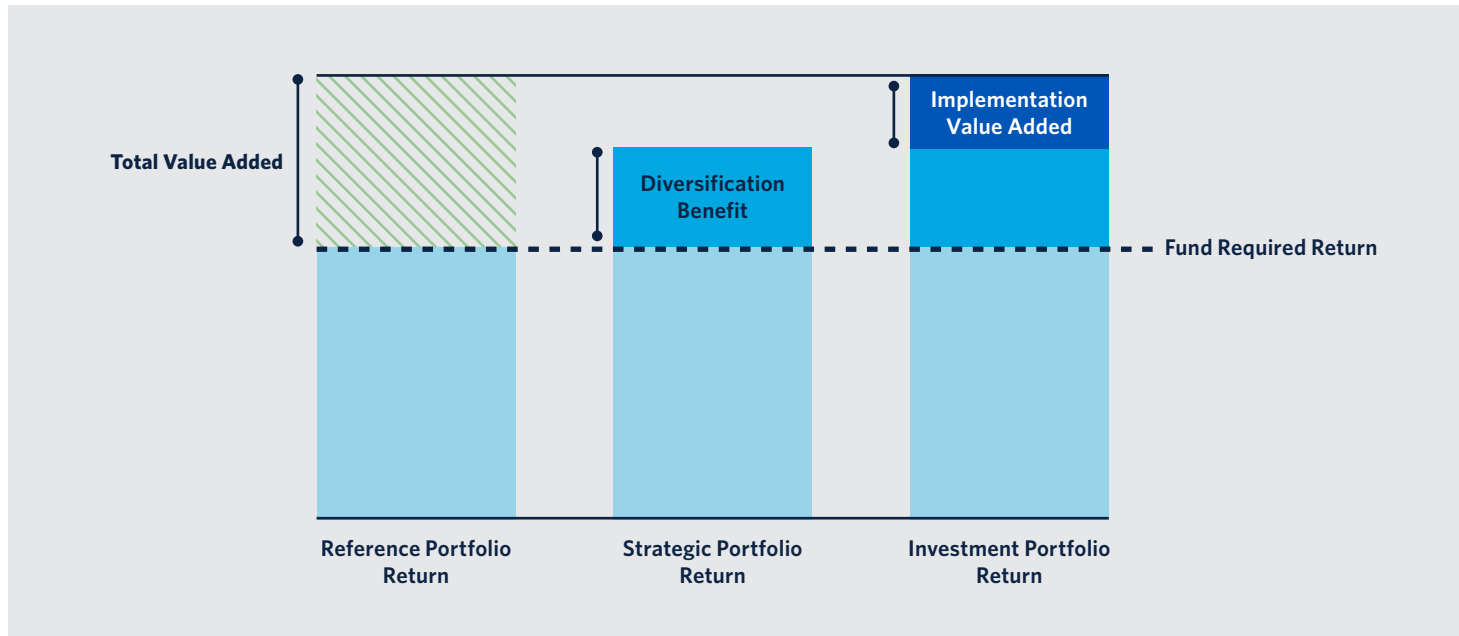 Implementation
Value Added
Total Value Added
Diversification
Benefit
Fund Required Return
Reference Portfolio
Return
Strategic Portfolio
Return
Investment Portfolio
Return